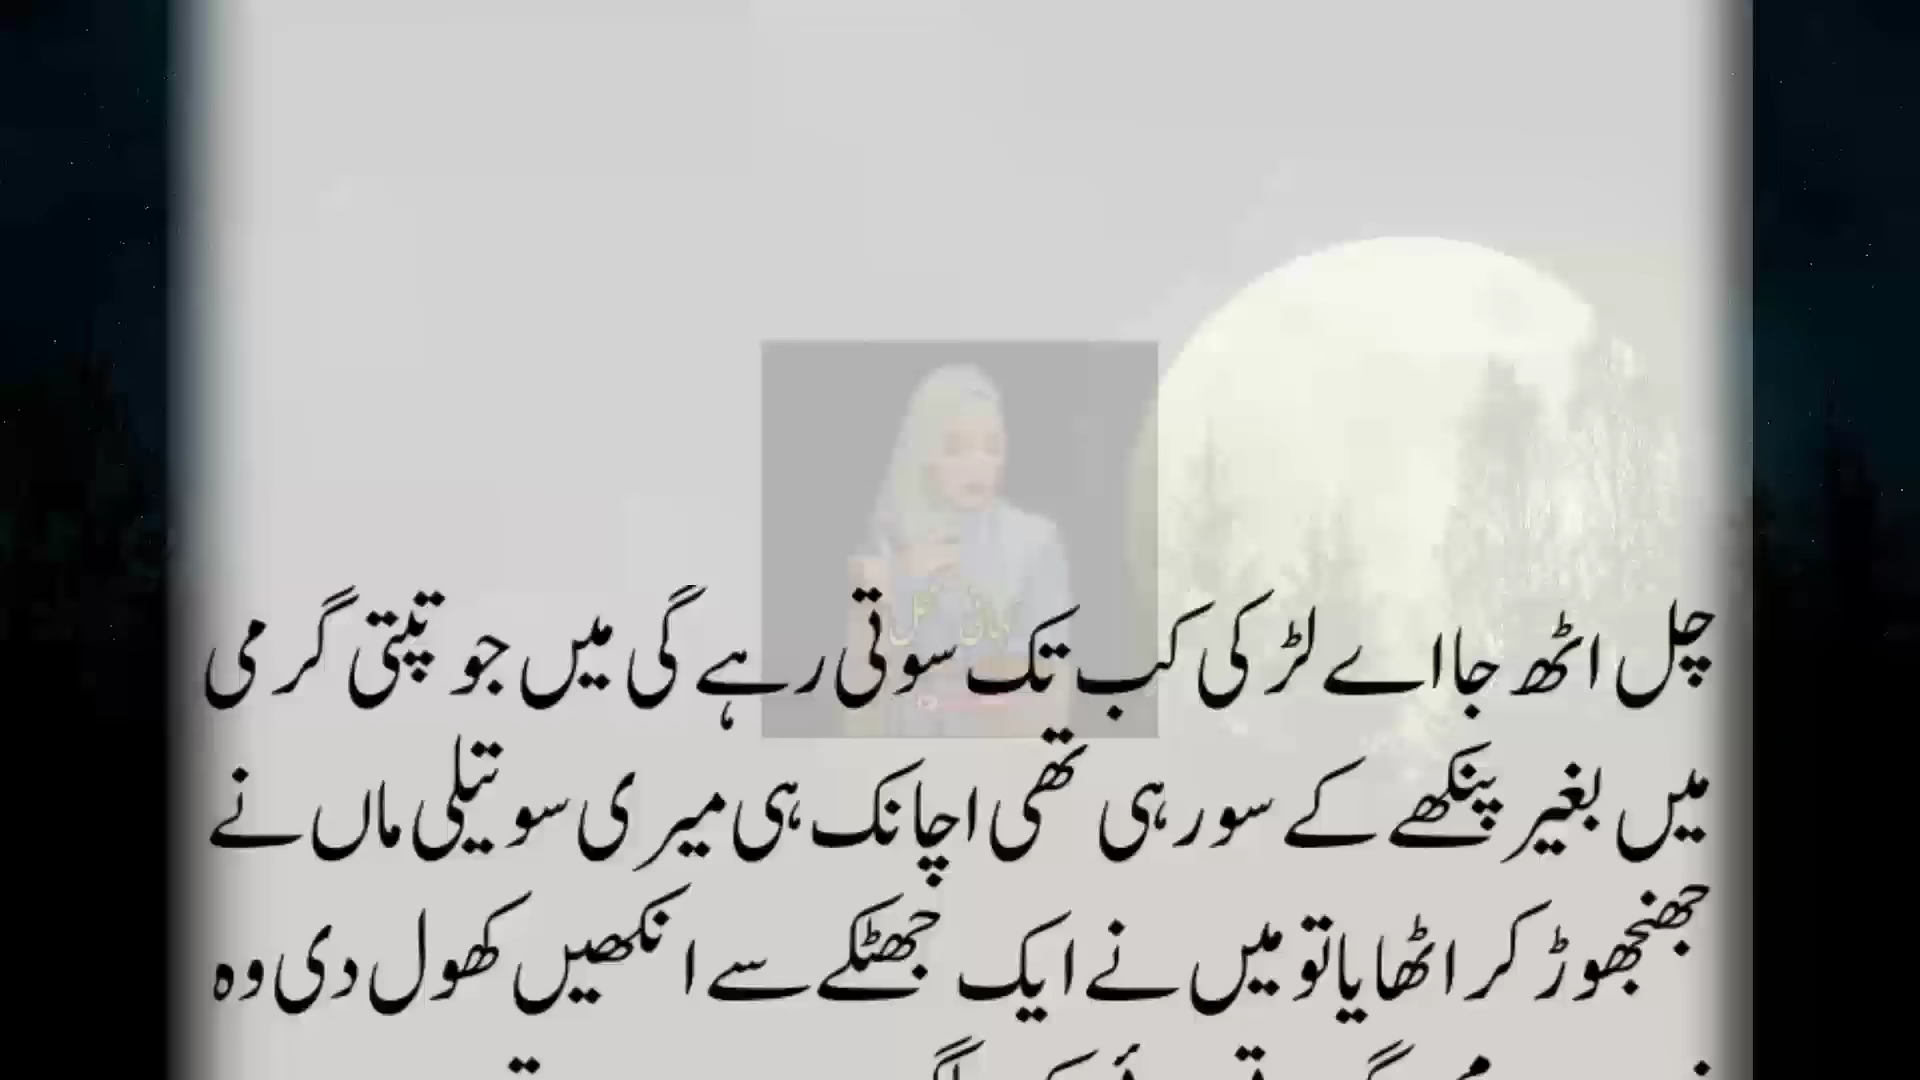 چل اٹھ جا اے لڑکی کب تک سوتی رہے گی میں جو تپتی گرمی
میں بغیر پنکھے کے سو رہی تھی اچانک ہی میری سوتیلی ماں نے
جھنجھوڑ کر اٹھایا تو میں نے ایک جھٹکے سے انکھیں کھول دی وہ